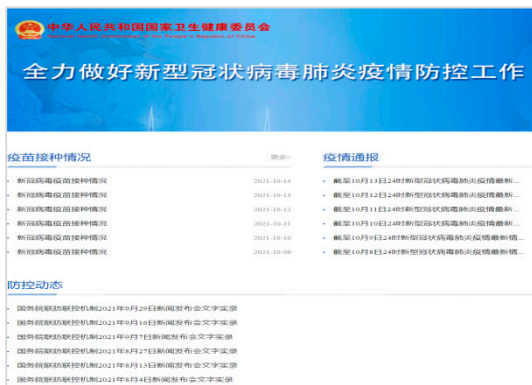 中华人民共和国国家卫生健康委员会
全力做好新型冠状病毒肺炎疫情防控工作
疫苗接种情况
更多>
新冠病毒疫苗接种情况 2021-10-14
新冠病毒疫苗接种情况 2021-10-13
新冠病毒疫苗接种情况 2021-10-12
新冠病毒疫苗接种情况 2021-10-11
新冠病毒疫苗接种情况 2021-10-10
新冠病毒疫苗接种情况 2021-10-09
疫情通报
截至10月13日24时新型冠状病毒肺炎疫情最新...
截至10月12日24时新型冠状病毒肺炎疫情最新...
截至10月11日24时新型冠状病毒肺炎疫情最新...
截至10月10日24时新型冠状病毒肺炎疫情最新...
截至10月9日24时新型冠状病毒肺炎疫情最新情...
截至10月8日24时新型冠状病毒肺炎疫情最新情...
防控动态
国务院联防联控机制2021年9月29日新闻发布会文字实录
国务院联防联控机制2021年9月16日新闻发布会文字实录
国务院联防联控机制2021年9月7日新闻发布会文字实录
国务院联防联控机制2021年8月27日新闻发布会文字实录
国务院联防联控机制2021年8月13日新闻发布会文字实录
国务院联防联控机制2021年8月4日新闻发布会文字实录